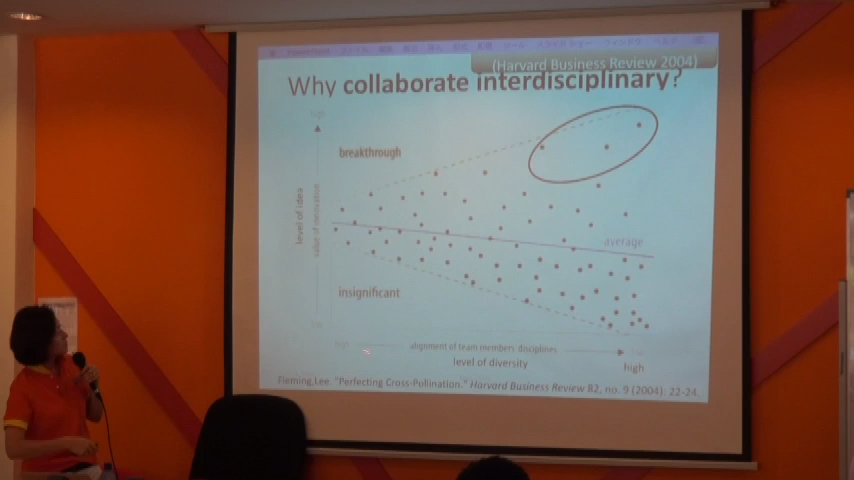 (Harvard Business Review 2004)
Why collaborate interdisciplinary?
high
breakthrough
level of idea
value of innovation
average
insignificant
low
high
alignment of team members' disciplines
low
level of diversity
high
Fleming,Lee. "Perfecting Cross-Pollination." Harvard Business Review 82, no. 9 (2004): 22-24.